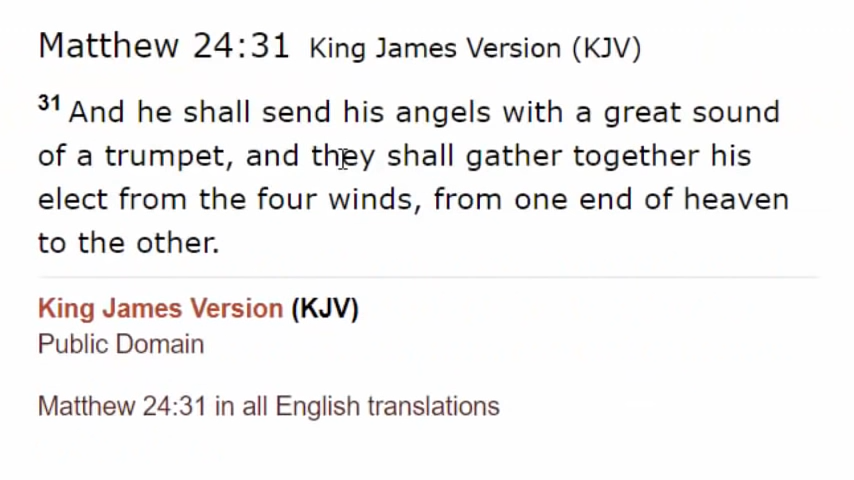 Matthew 24:31 King James Version (KJV)
31 And he shall send his angels with a great sound
of a trumpet, and they shall gather together his
elect from the four winds, from one end of heaven
to the other.
King James Version (KJV)
Public Domain
Matthew 24:31 in all English translations